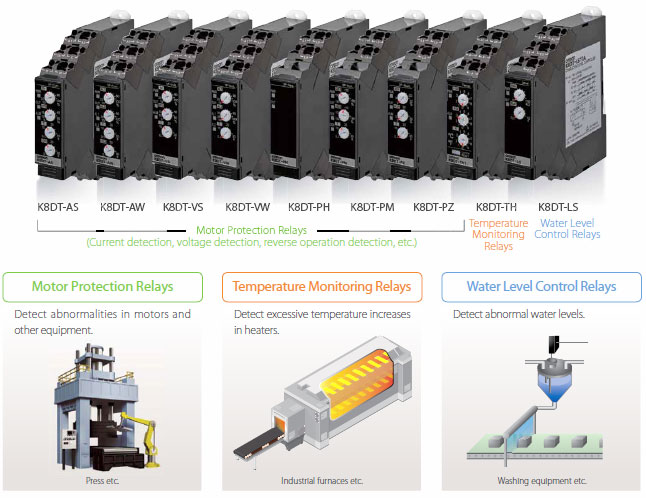 K8DT-AS K8DT-AW K8DT-VS K8DT-VW K8DT-PH K8DT-PM K8DT-PZ K8DT-TH K8DT-LS
Motor Protection Relays
(Current detection, voltage detection, reverse operation detection, etc.)
Temperature
Monitoring
Relays
Water Level
Control Relays
Motor Protection Relays
Detect abnormalities in motors and
other equipment.
Press etc.
Temperature Monitoring Relays
Detect excessive temperature increases
in heaters.
Industrial furnaces etc.
Water Level Control Relays
Detect abnormal water levels.
Washing equipment etc.